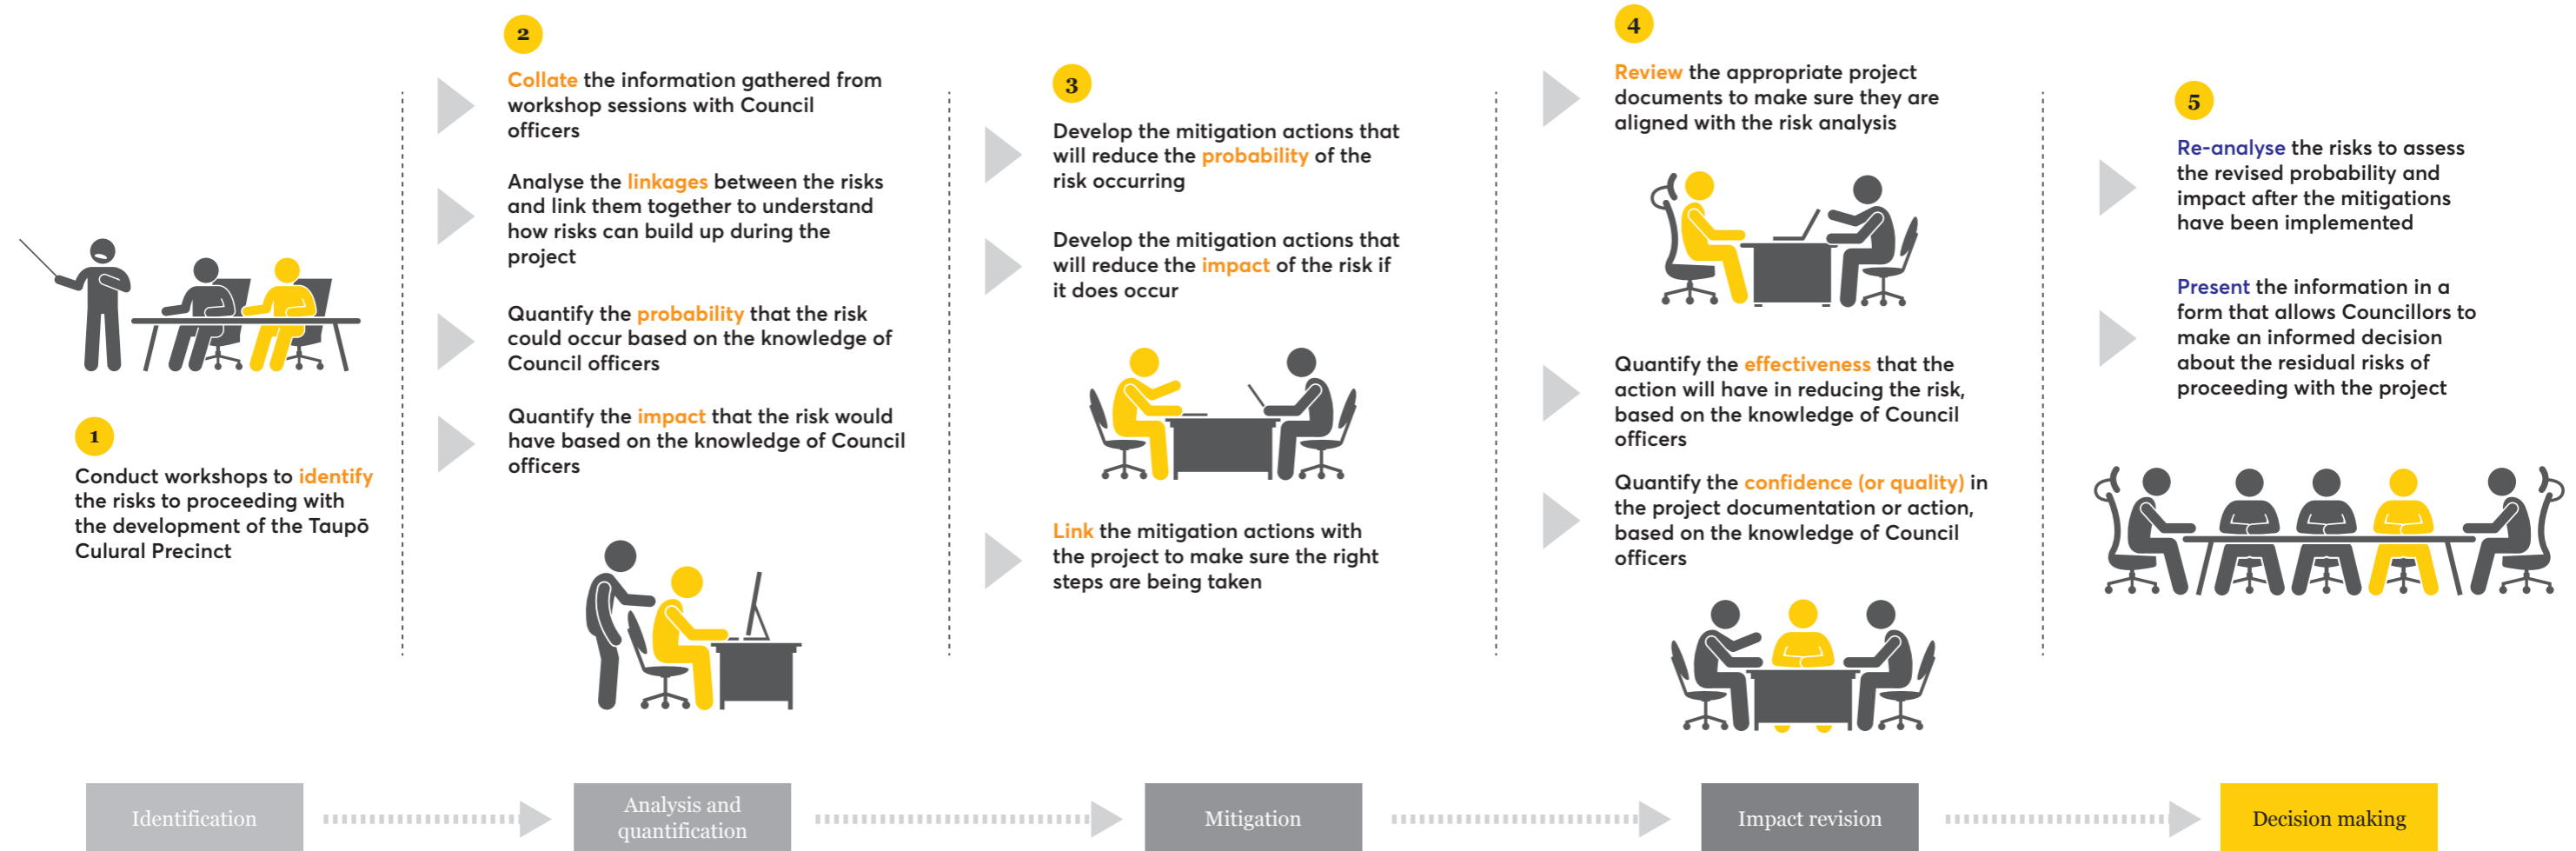 1
Conduct workshops to identify
the risks to proceeding with
the development of the Taupō
Culural Precinct
2
Collate the information gathered from
workshop sessions with Council
officers
Analyse the linkages between the risks
and link them together to understand
how risks can build up during the
project
Quantify the probability that the risk
could occur based on the knowledge of
Council officers
Quantify the impact that the risk would
have based on the knowledge of Council
officers
3
Develop the mitigation actions that
will reduce the probability of the
risk occurring
Develop the mitigation actions that
will reduce the impact of the risk if
it does occur
Link the mitigation actions with
the project to make sure the right
steps are being taken
4
Review the appropriate project
documents to make sure they are
aligned with the risk analysis
Quantify the effectiveness that the
action will have in reducing the risk,
based on the knowledge of Council
officers
Quantify the confidence (or quality) in
the project documentation or action,
based on the knowledge of Council
officers
5
Re-analyse the risks to assess
the revised probability and
impact after the mitigations
have been implemented
Present the information in a
form that allows Councillors to
make an informed decision
about the residual risks of
proceeding with the project
Identification
Analysis and
quantification
Mitigation
Impact revision
Decision making